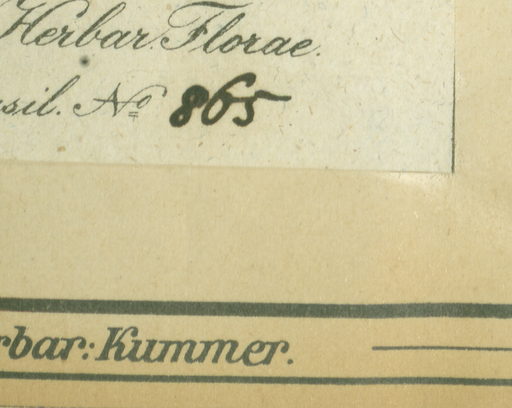 Herbar. Florae.
sil. No 865
rbar: Kummer.